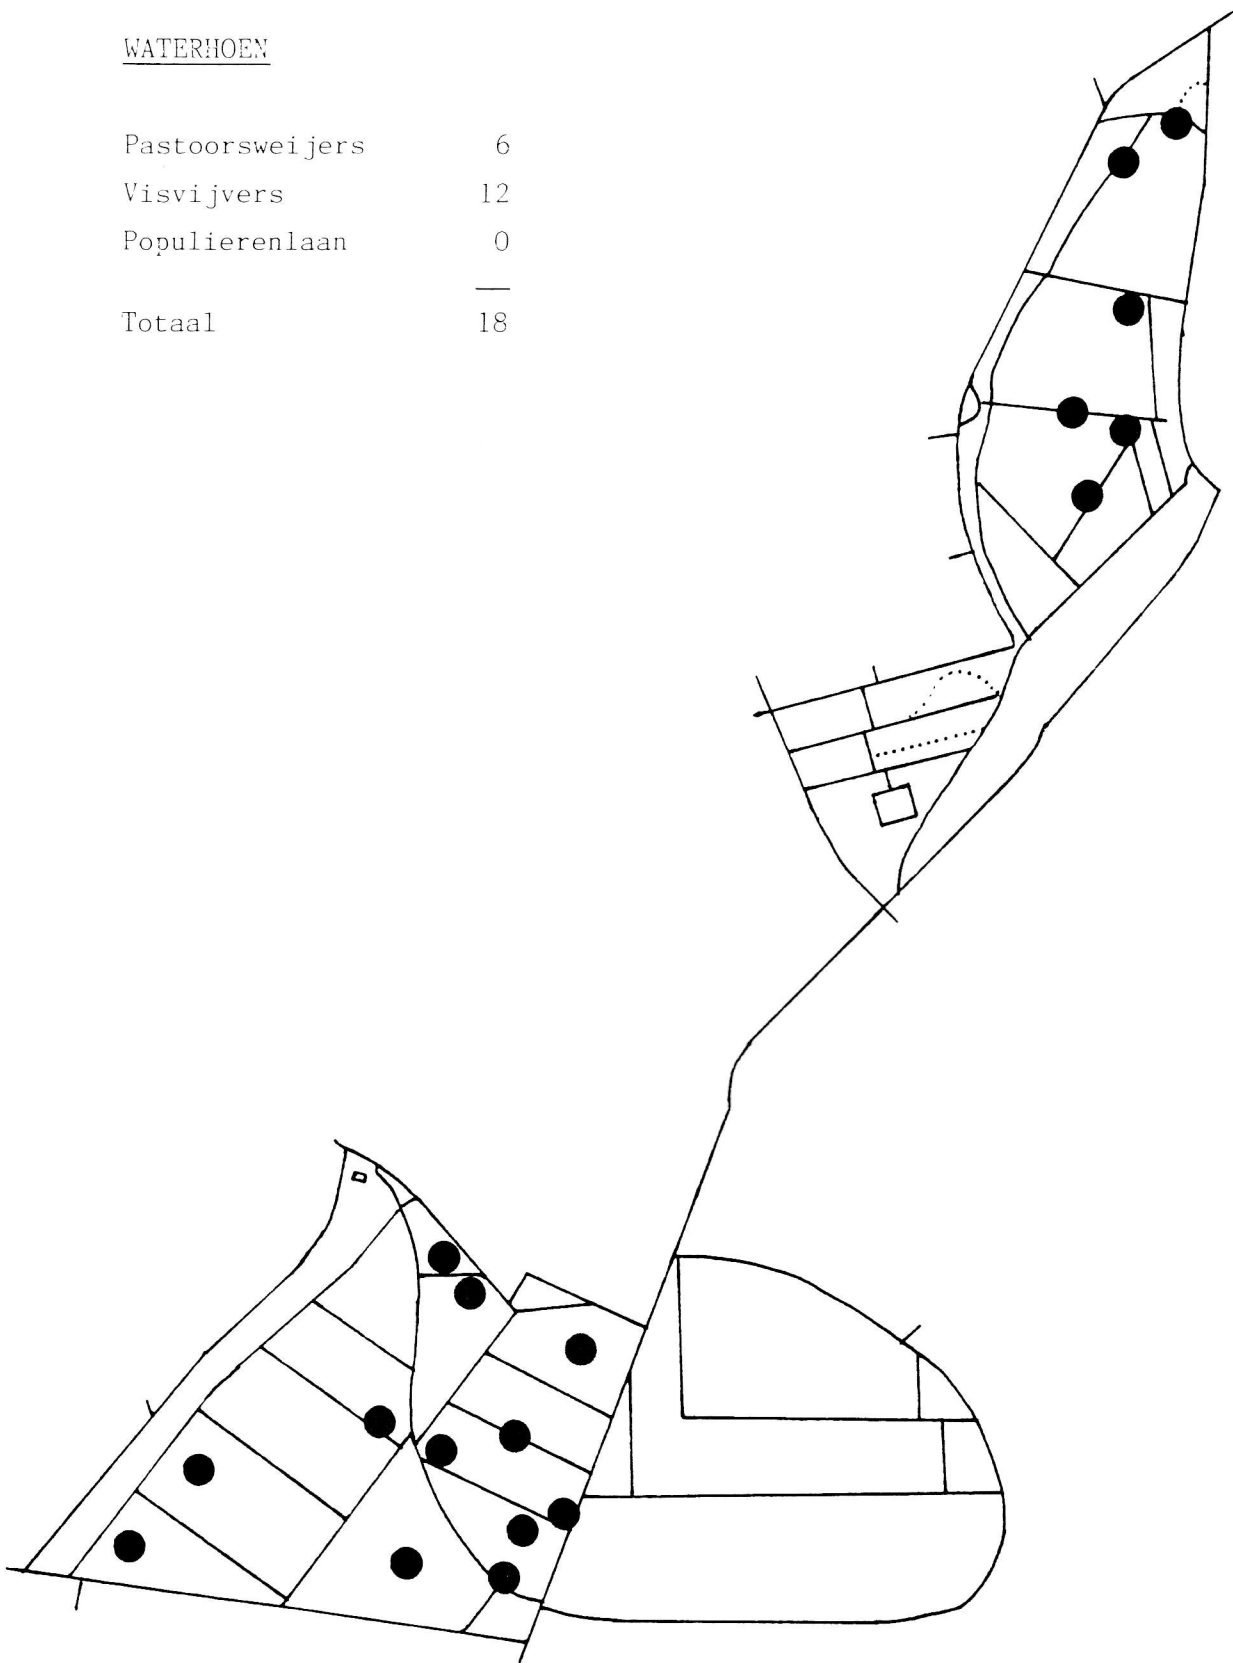 WATERHOEN
Pastoorsweijers 6
Visvijvers 12
Populierenlaan 0
Totaal 18